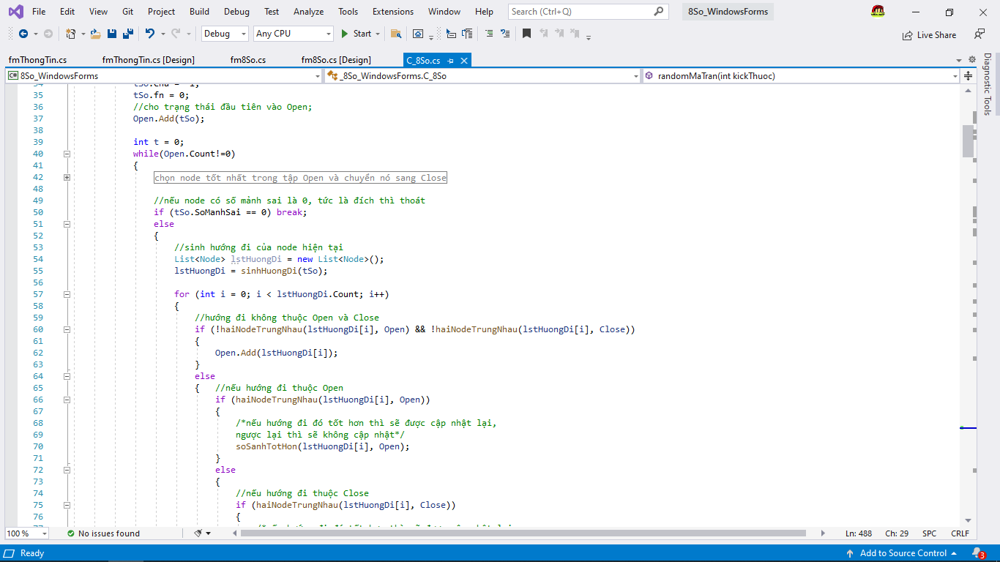 File Edit View Git Project Build Debug Test Analyze Tools Extensions Window Help Search (Ctrl+Q) 8So_WindowsForms
Debug Any CPU Start Live Share
fmThongTin.cs fmThongTin.cs [Design] fm8So.cs fm8So.cs [Design] C_8So.cs
Diagnostic Tools
C# 8So_WindowsForms _8So_WindowsForms.C_8So randomMaTran(int kickThuoc)
35 tSo.fn = 0;
36 //cho trạng thái đầu tiên vào Open;
37 Open.Add(tSo);
38
39 int t = 0;
40 while(Open.Count!=0)
41 {
42 chọn node tốt nhất trong tập Open và chuyển nó sang Close
48
49 //nếu node có số mảnh sai là 0, tức là đích thì thoát
50 if (tSo.SoManhSai == 0) break;
51 else
52 {
53 //sinh hướng đi của node hiện tại
54 List<Node> lstHuongDi = new List<Node>();
55 lstHuongDi = sinhHuongDi(tSo);
56
57 for (int i = 0; i < lstHuongDi.Count; i++)
58 {
59 //hướng đi không thuộc Open và Close
60 if (!haiNodeTrungNhau(lstHuongDi[i], Open) && !haiNodeTrungNhau(lstHuongDi[i], Close))
61 {
62 Open.Add(lstHuongDi[i]);
63 }
64 else
65 { //nếu hướng đi thuộc Open
66 if (haiNodeTrungNhau(lstHuongDi[i], Open))
67 {
68 /*nếu hướng đi đó tốt hơn thì sẽ được cập nhật lại,
69 ngược lại thì sẽ không cập nhật*/
70 soSanhTotHon(lstHuongDi[i], Open);
71 }
72 else
73 {
74 //nếu hướng đi thuộc Close
75 if (haiNodeTrungNhau(lstHuongDi[i], Close))
76 {
100 % No issues found Ln: 488 Ch: 29 SPC CRLF
Ready Add to Source Control 3